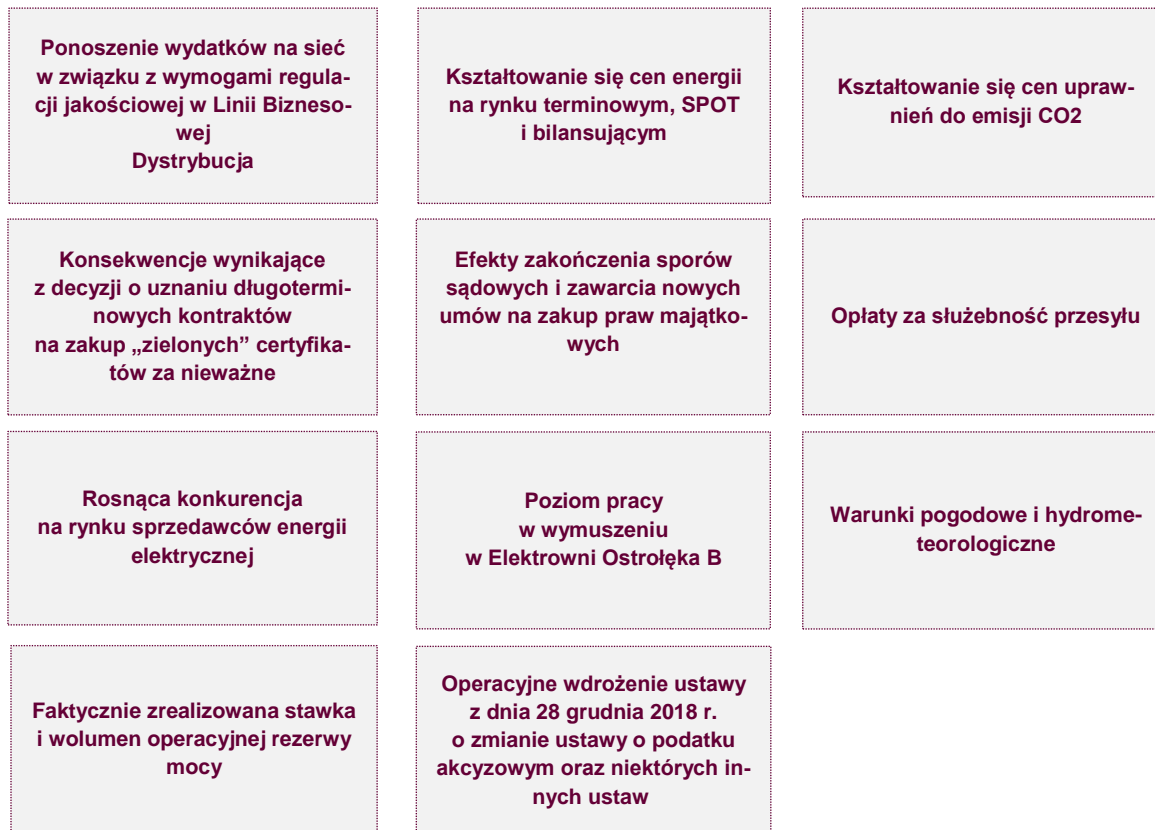 Ponoszenie wydatków na sieć
w związku z wymogami regula-
cji jakościowej w Linii Bizneso-
wej
Dystrybucja
Kształtowanie się cen energii
na rynku terminowym, SPOT
i bilansującym
Kształtowanie się cen upraw-
nień do emisji CO2
Konsekwencje wynikające
z decyzji o uznaniu długotermi-
nowych kontraktów
na zakup „zielonych” certyfika-
tów za nieważne
Efekty zakończenia sporów
sądowych i zawarcia nowych
umów na zakup praw majątko-
wych
Opłaty za służebność przesyłu
Rosnąca konkurencja
na rynku sprzedawców energii
elektrycznej
Poziom pracy
w wymuszeniu
w Elektrowni Ostrołęka B
Warunki pogodowe i hydrome-
teorologiczne
Faktycznie zrealizowana stawka
i wolumen operacyjnej rezerwy
mocy
Operacyjne wdrożenie ustawy
z dnia 28 grudnia 2018 r.
o zmianie ustawy o podatku
akcyzowym oraz niektórych in-
nych ustaw